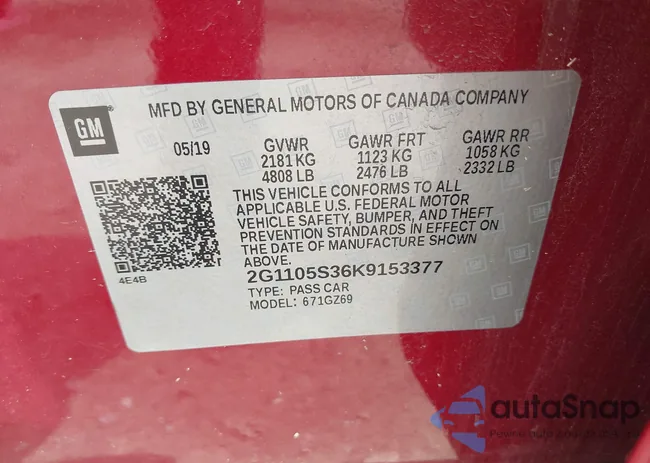 GM
MFD BY GENERAL MOTORS OF CANADA COMPANY
05/19 GVWR GAWR FRT GAWR RR
2181 KG 1123 KG 1058 KG
4808 LB 2476 LB 2332 LB
THIS VEHICLE CONFORMS TO ALL
APPLICABLE U.S. FEDERAL MOTOR
VEHICLE SAFETY, BUMPER, AND THEFT
PREVENTION STANDARDS IN EFFECT ON
THE DATE OF MANUFACTURE SHOWN
ABOVE.
4E4B
2G1105S36K9153377
TYPE: PASS CAR
MODEL: 671GZ69
autaSnap